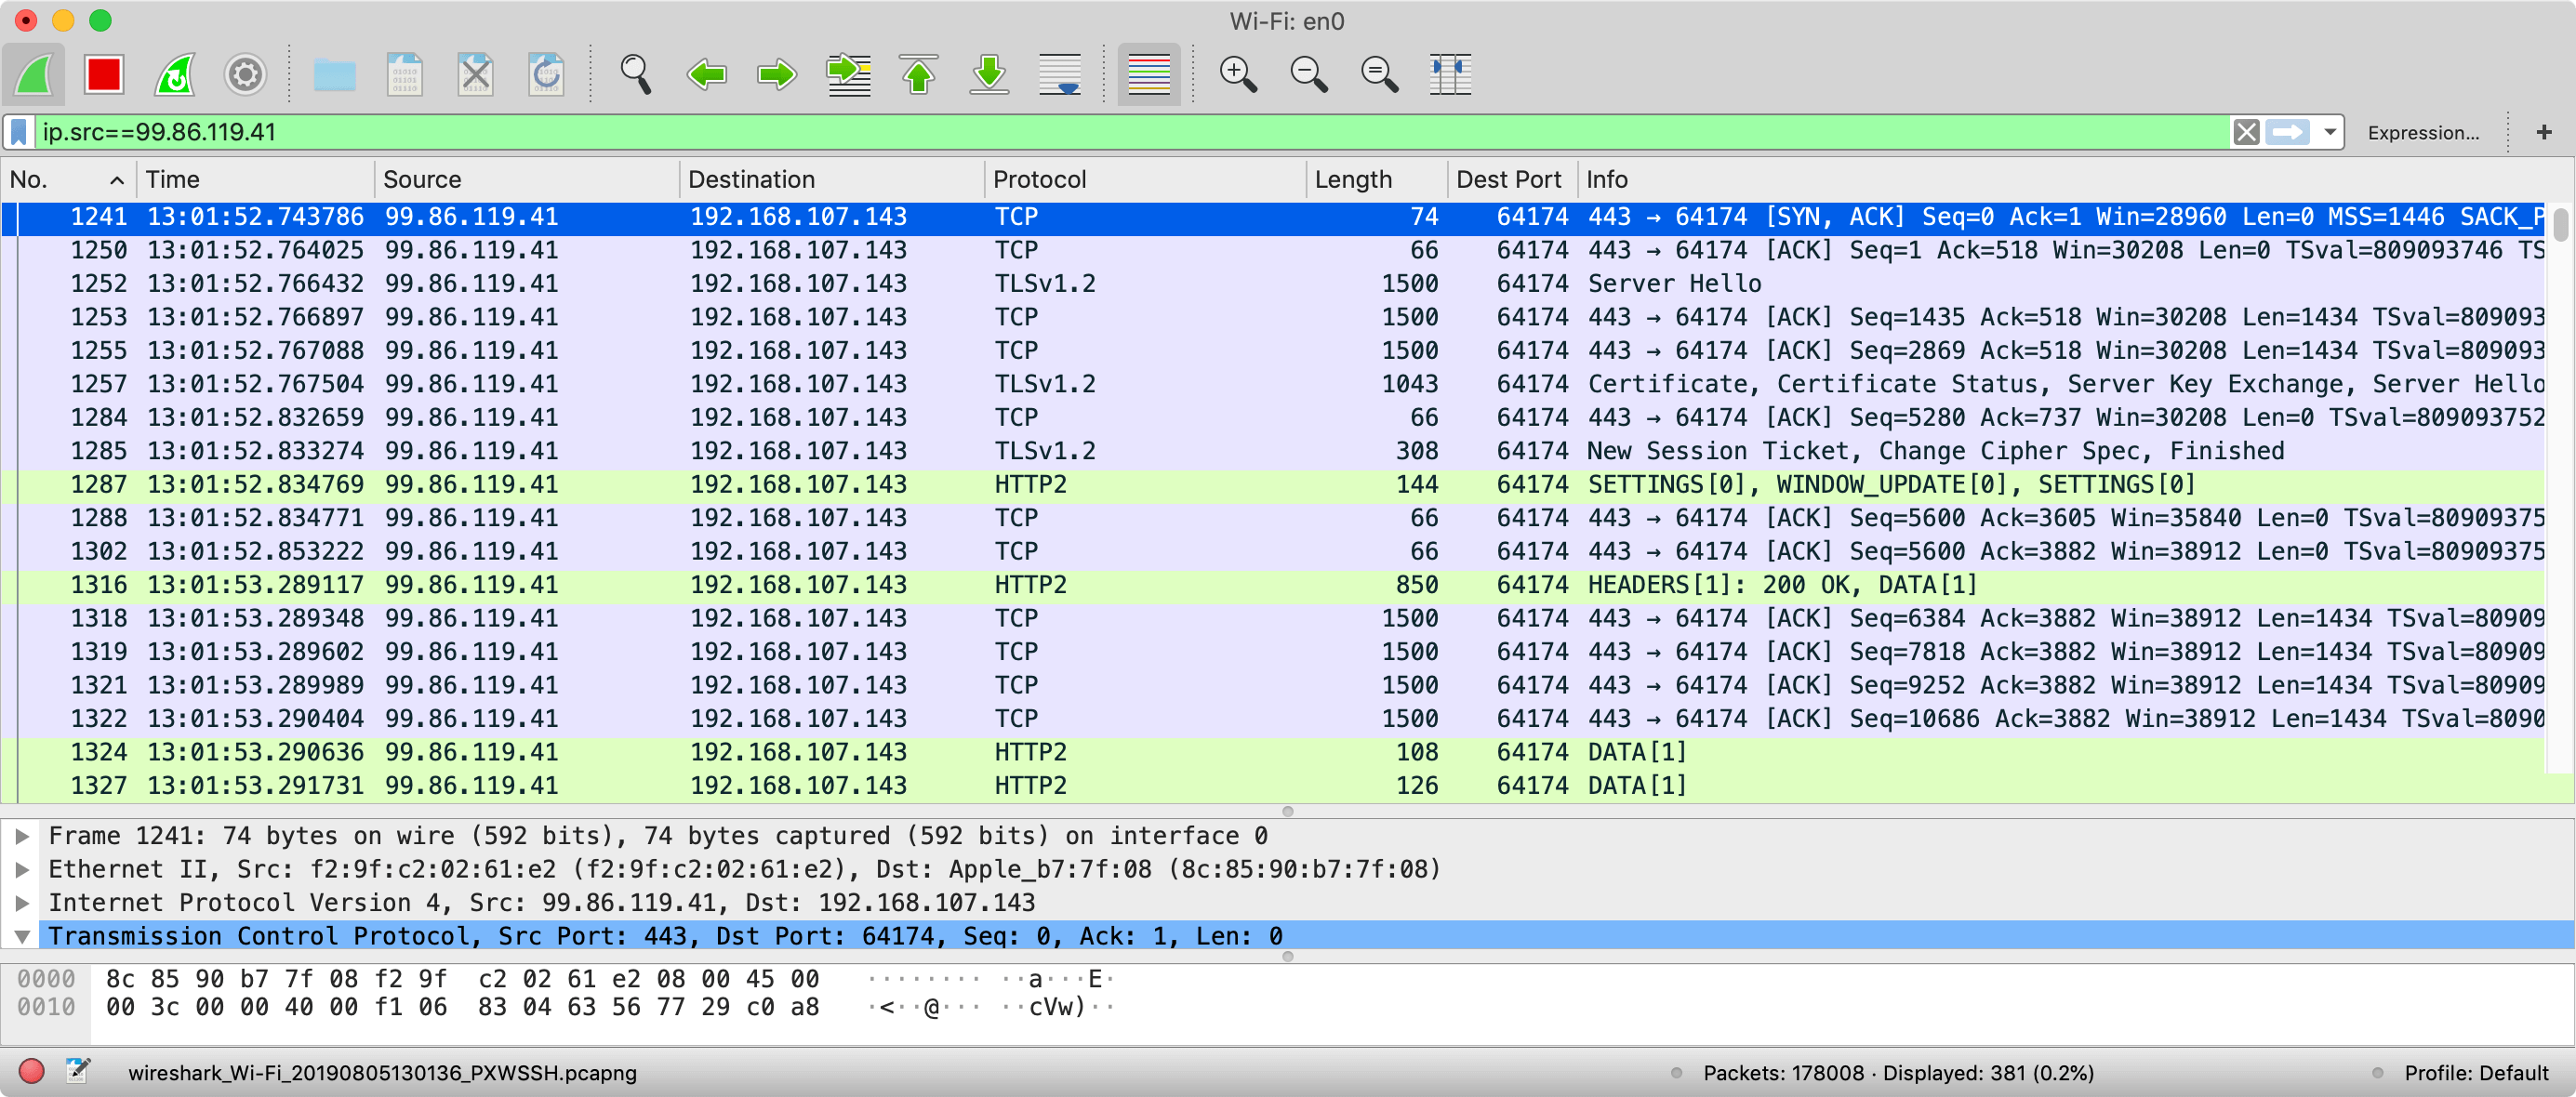 Wi-Fi: en0
ip.src==99.86.119.41 Expression... +
No. Time Source Destination Protocol Length Dest Port Info
1241 13:01:52.743786 99.86.119.41 192.168.107.143 TCP 74 64174 443 → 64174 [SYN, ACK] Seq=0 Ack=1 Win=28960 Len=0 MSS=1446 SACK_P
1250 13:01:52.764025 99.86.119.41 192.168.107.143 TCP 66 64174 443 → 64174 [ACK] Seq=1 Ack=518 Win=30208 Len=0 TSval=809093746 TS
1252 13:01:52.766432 99.86.119.41 192.168.107.143 TLSv1.2 1500 64174 Server Hello
1253 13:01:52.766897 99.86.119.41 192.168.107.143 TCP 1500 64174 443 → 64174 [ACK] Seq=1435 Ack=518 Win=30208 Len=1434 TSval=809093
1255 13:01:52.767088 99.86.119.41 192.168.107.143 TCP 1500 64174 443 → 64174 [ACK] Seq=2869 Ack=518 Win=30208 Len=1434 TSval=809093
1257 13:01:52.767504 99.86.119.41 192.168.107.143 TLSv1.2 1043 64174 Certificate, Certificate Status, Server Key Exchange, Server Hello
1284 13:01:52.832659 99.86.119.41 192.168.107.143 TCP 66 64174 443 → 64174 [ACK] Seq=5280 Ack=737 Win=30208 Len=0 TSval=809093752
1285 13:01:52.833274 99.86.119.41 192.168.107.143 TLSv1.2 308 64174 New Session Ticket, Change Cipher Spec, Finished
1287 13:01:52.834769 99.86.119.41 192.168.107.143 HTTP2 144 64174 SETTINGS[0], WINDOW_UPDATE[0], SETTINGS[0]
1288 13:01:52.834771 99.86.119.41 192.168.107.143 TCP 66 64174 443 → 64174 [ACK] Seq=5600 Ack=3605 Win=35840 Len=0 TSval=80909375
1302 13:01:52.853222 99.86.119.41 192.168.107.143 TCP 66 64174 443 → 64174 [ACK] Seq=5600 Ack=3882 Win=38912 Len=0 TSval=80909375
1316 13:01:53.289117 99.86.119.41 192.168.107.143 HTTP2 850 64174 HEADERS[1]: 200 OK, DATA[1]
1318 13:01:53.289348 99.86.119.41 192.168.107.143 TCP 1500 64174 443 → 64174 [ACK] Seq=6384 Ack=3882 Win=38912 Len=1434 TSval=80909
1319 13:01:53.289602 99.86.119.41 192.168.107.143 TCP 1500 64174 443 → 64174 [ACK] Seq=7818 Ack=3882 Win=38912 Len=1434 TSval=80909
1321 13:01:53.289989 99.86.119.41 192.168.107.143 TCP 1500 64174 443 → 64174 [ACK] Seq=9252 Ack=3882 Win=38912 Len=1434 TSval=80909
1322 13:01:53.290404 99.86.119.41 192.168.107.143 TCP 1500 64174 443 → 64174 [ACK] Seq=10686 Ack=3882 Win=38912 Len=1434 TSval=8090
1324 13:01:53.290636 99.86.119.41 192.168.107.143 HTTP2 108 64174 DATA[1]
1327 13:01:53.291731 99.86.119.41 192.168.107.143 HTTP2 126 64174 DATA[1]
Frame 1241: 74 bytes on wire (592 bits), 74 bytes captured (592 bits) on interface 0
Ethernet II, Src: f2:9f:c2:02:61:e2 (f2:9f:c2:02:61:e2), Dst: Apple_b7:7f:08 (8c:85:90:b7:7f:08)
Internet Protocol Version 4, Src: 99.86.119.41, Dst: 192.168.107.143
Transmission Control Protocol, Src Port: 443, Dst Port: 64174, Seq: 0, Ack: 1, Len: 0
0000 8c 85 90 b7 7f 08 f2 9f c2 02 61 e2 08 00 45 00 ········ ··a···E·
0010 00 3c 00 00 40 00 f1 06 83 04 63 56 77 29 c0 a8 ·<··@··· ··cVw)··
wireshark_Wi-Fi_20190805130136_PXWSSH.pcapng Packets: 178008 · Displayed: 381 (0.2%) Profile: Default